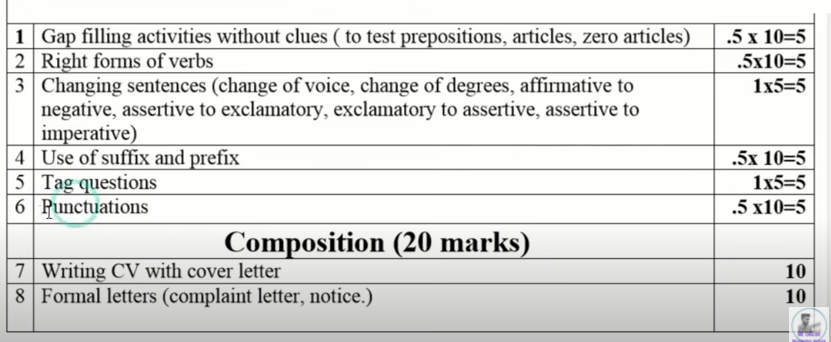 1 Gap filling activities without clues ( to test prepositions, articles, zero articles) .5 x 10=5
2 Right forms of verbs .5x10=5
3 Changing sentences (change of voice, change of degrees, affirmative to 1x5=5
negative, assertive to exclamatory, exclamatory to assertive, assertive to
imperative)
4 Use of suffix and prefix .5x 10=5
5 Tag questions 1x5=5
6 Punctuations .5 x10=5
Composition (20 marks)
7 Writing CV with cover letter 10
8 Formal letters (complaint letter, notice.) 10